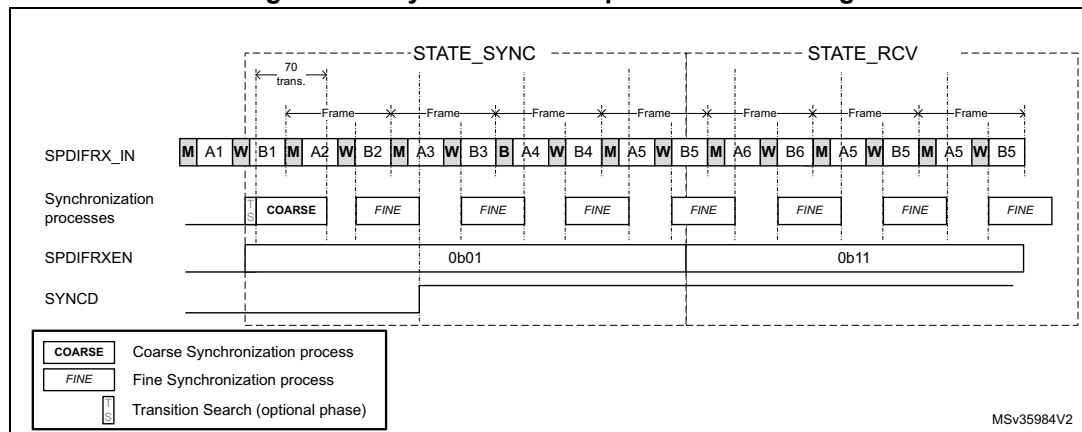 STATE_SYNC STATE_RCV
70
trans.
Frame Frame Frame Frame Frame Frame Frame
SPDIFRX_IN M A1 W B1 M A2 W B2 M A3 W B3 B A4 W B4 M A5 W B5 M A6 W B6 M A5 W B5 M A5 W B5
Synchronization
processes
T
S
COARSE FINE FINE FINE FINE FINE FINE FINE
SPDIFRXEN 0b01 0b11
SYNCD
COARSE Coarse Synchronization process
FINE Fine Synchronization process
T
S
Transition Search (optional phase)
MSv35984V2